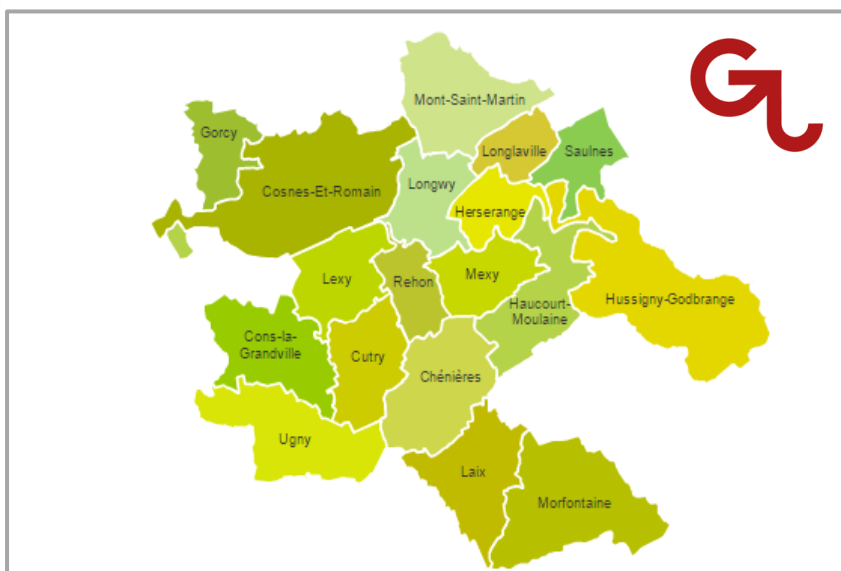 Mont-Saint-Martin
Gorcy
Longlaville
Saulnes
Cosnes-Et-Romain
Longwy
Herserange
Lexy
Rehon
Mexy
Haucourt-
Moulaine
Hussigny-Godbrange
Cons-la-
Grandville
Cutry
Chénières
Ugny
Laix
Morfontaine